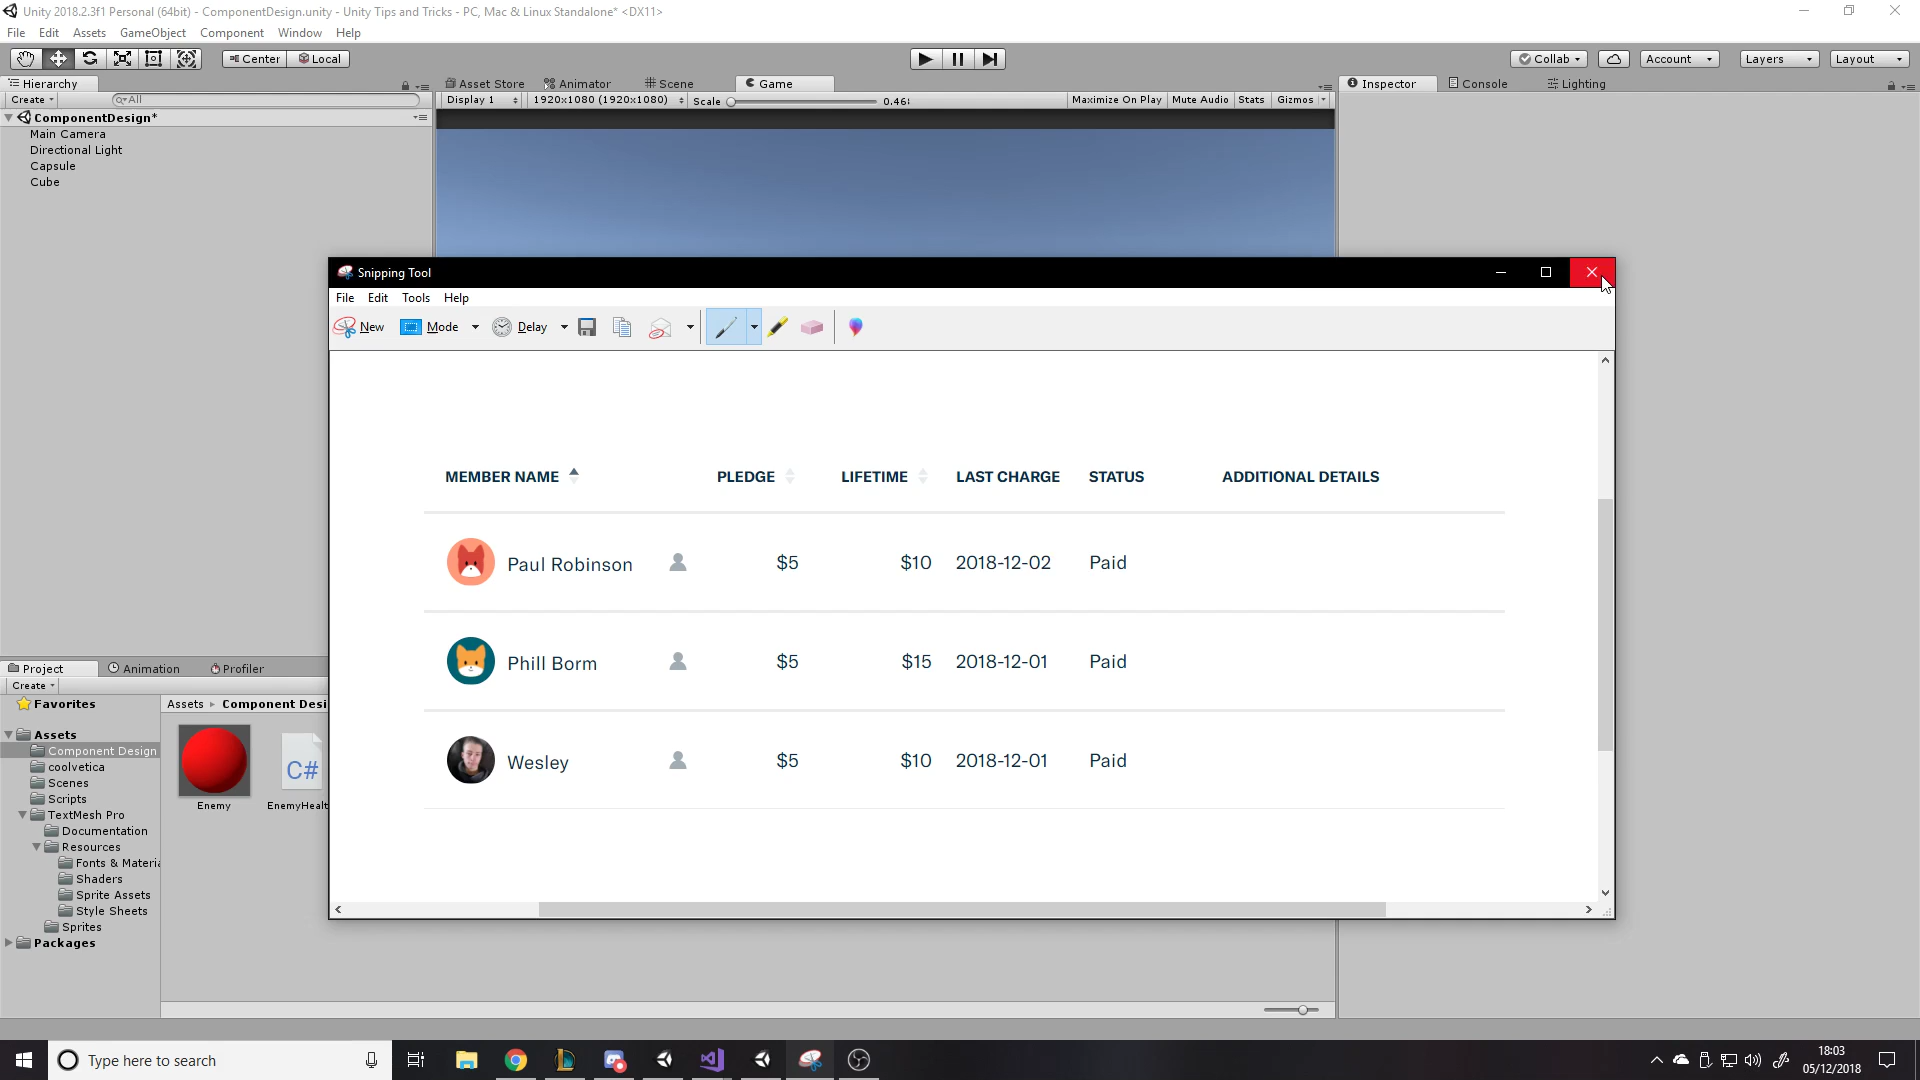 Unity 2018.2.3f1 Personal (64bit) - ComponentDesign.unity - Unity Tips and Tricks - PC, Mac & Linux Standalone* <DX11>
File Edit Assets GameObject Component Window Help
Center Local Collab Account Layers Layout
Hierarchy Asset Store Animator Scene Game Inspector Console Lighting
Create All Display 1 1920x1080 (1920x1080) Scale Maximize On Play Mute Audio Stats Gizmos
ComponentDesign*
Main Camera
Directional Light
Capsule
Cube
Snipping Tool
File Edit Tools Help
New Mode Delay
MEMBER NAME PLEDGE LIFETIME LAST CHARGE STATUS ADDITIONAL DETAILS
Paul Robinson $5 $10 2018-12-02 Paid
Phill Borm $5 $15 2018-12-01 Paid
Wesley $5 $10 2018-12-01 Paid
Project Animation Profiler
Create
Favorites
Assets
Component Design
coolvetica
Scenes
Scripts
TextMesh Pro
Documentation
Resources
Fonts & Materia
Shaders
Sprite Assets
Style Sheets
Sprites
Packages
Assets Component Desi
C#
Enemy EnemyHealt
Type here to search
18:03
05/12/2018